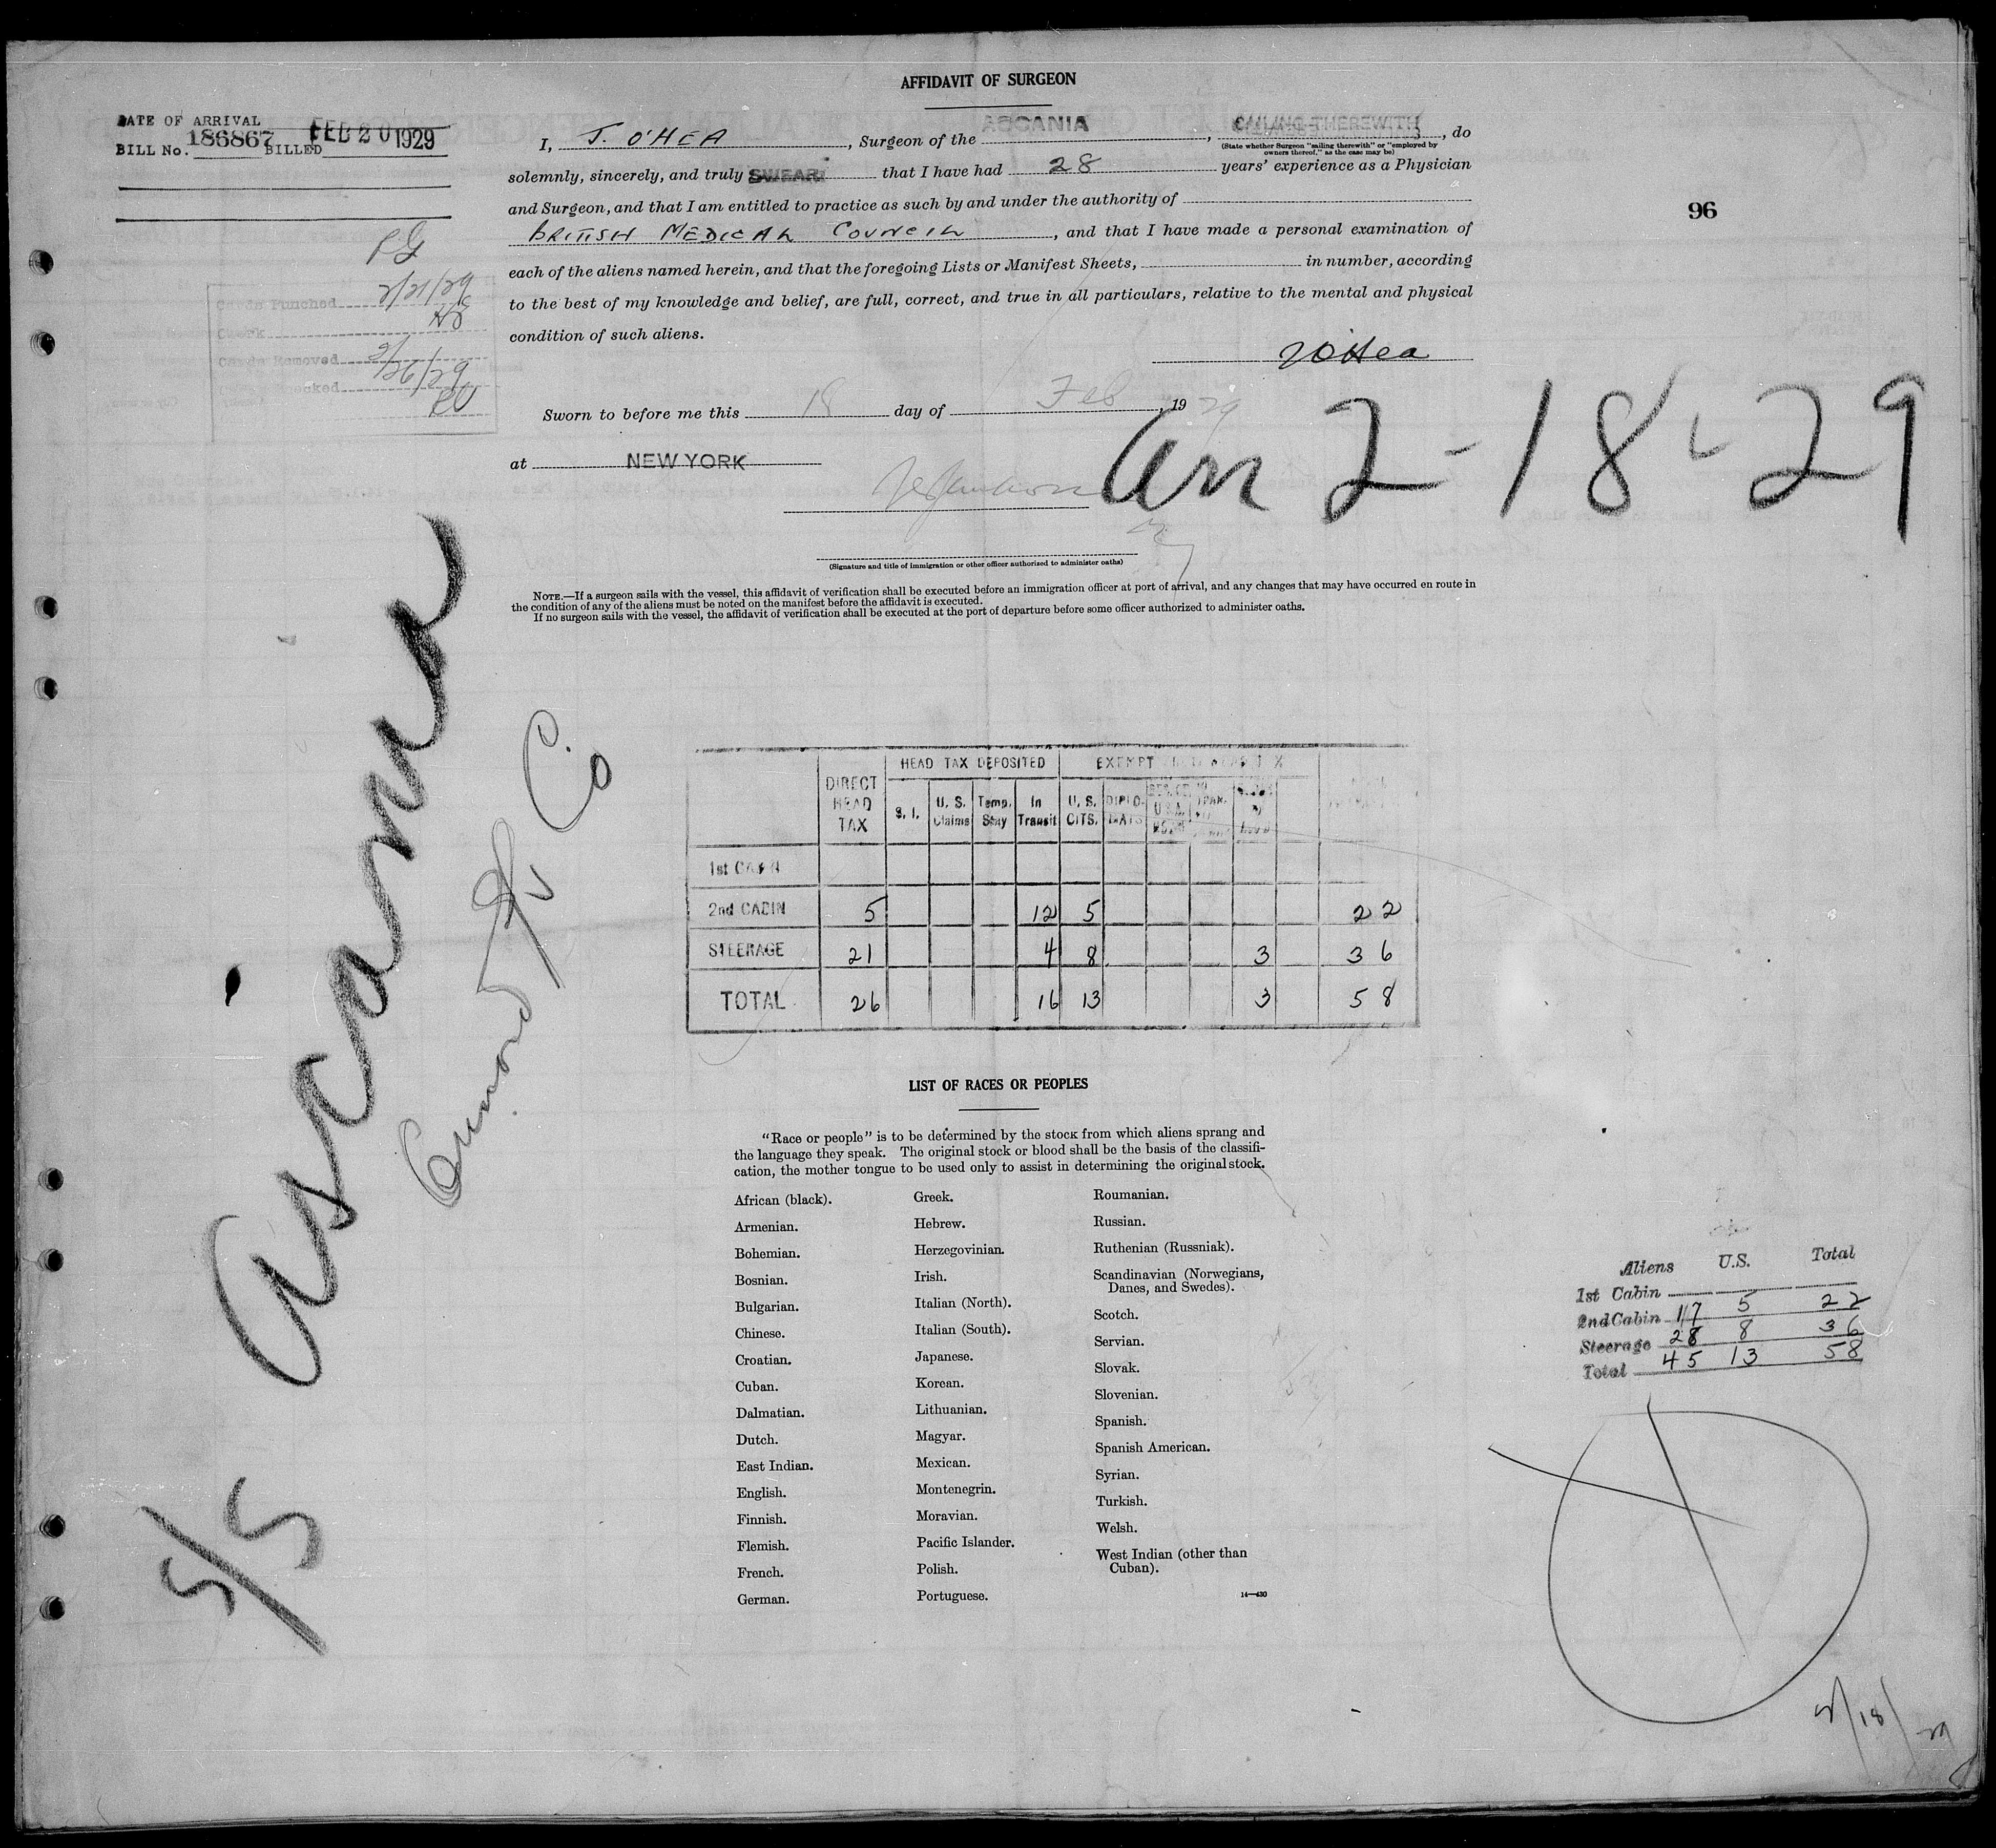 AFFIDAVIT OF SURGEON
DATE OF ARRIVAL
BILL No. 186867 BILLED FEB 20 1929
I, J. O'HEA, Surgeon of the ASCANIA, SAILING THEREWITH, do
(State whether Surgeon "sailing therewith" or "employed by
owners thereof," as the case may be)
solemnly, sincerely, and truly SWEAR that I have had 28 years' experience as a Physician
and Surgeon, and that I am entitled to practice as such by and under the authority of
BRITISH MEDICAL COUNCIL, and that I have made a personal examination of
each of the aliens named herein, and that the foregoing Lists or Manifest Sheets, in number, according
to the best of my knowledge and belief, are full, correct, and true in all particulars, relative to the mental and physical
condition of such aliens.
JO'Hea
96
Cards Punched 2/21/29
Clerk
Cards Removed 2/26/29
Sworn to before me this 18 day of Feb, 19 29
at NEW YORK
Arr 2-18-29
(Signature and title of immigration or other officer authorized to administer oaths)
NOTE.—If a surgeon sails with the vessel, this affidavit of verification shall be executed before an immigration officer at port of arrival, and any changes that may have occurred en route in
the condition of any of the aliens must be noted on the manifest before the affidavit is executed.
If no surgeon sails with the vessel, the affidavit of verification shall be executed at the port of departure before some officer authorized to administer oaths.
S/S Ascania
Cunard Co
HEAD TAX DEPOSITED EXEMPT
DIRECT HEAD TAX S. I. U. S. Claims Temp. Stay In Transit U. S. CITS. DIPLOMATS
1st CABIN
2nd CABIN 5 12 5 22
STEERAGE 21 4 8 3 36
TOTAL 26 16 13 3 58
LIST OF RACES OR PEOPLES
"Race or people" is to be determined by the stock from which aliens sprang and
the language they speak. The original stock or blood shall be the basis of the classifi-
cation, the mother tongue to be used only to assist in determining the original stock.
African (black).
Armenian.
Bohemian.
Bosnian.
Bulgarian.
Chinese.
Croatian.
Cuban.
Dalmatian.
Dutch.
East Indian.
English.
Finnish.
Flemish.
French.
German.
Greek.
Hebrew.
Herzegovinian.
Irish.
Italian (North).
Italian (South).
Japanese.
Korean.
Lithuanian.
Magyar.
Mexican.
Montenegrin.
Moravian.
Pacific Islander.
Polish.
Portuguese.
Roumanian.
Russian.
Ruthenian (Russniak).
Scandinavian (Norwegians,
Danes, and Swedes).
Scotch.
Servian.
Slovak.
Slovenian.
Spanish.
Spanish American.
Syrian.
Turkish.
Welsh.
West Indian (other than
Cuban).
14—430
Aliens U.S. Total
1st Cabin
2nd Cabin 17 5 22
Steerage 28 8 36
Total 45 13 58
2/18/29